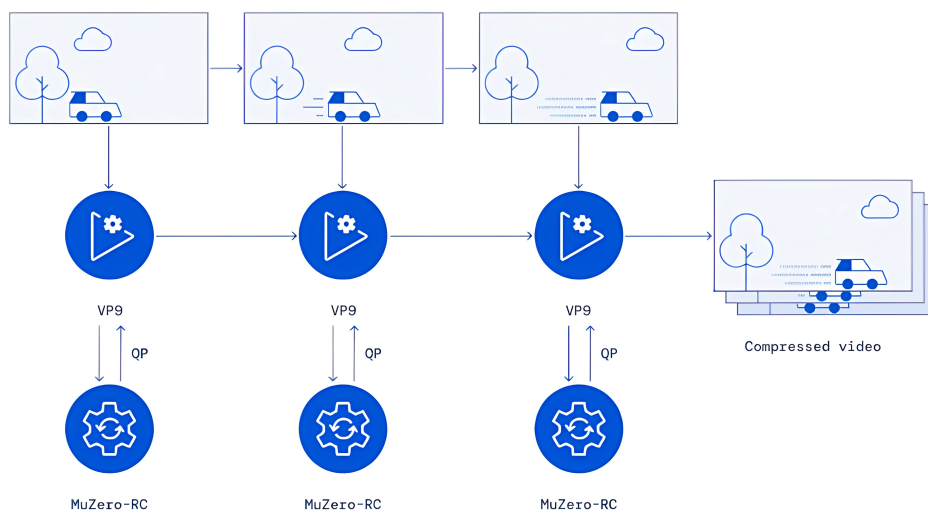 VP9
VP9
VP9
QP
QP
QP
Compressed video
MuZero-RC
MuZero-RC
MuZero-RC